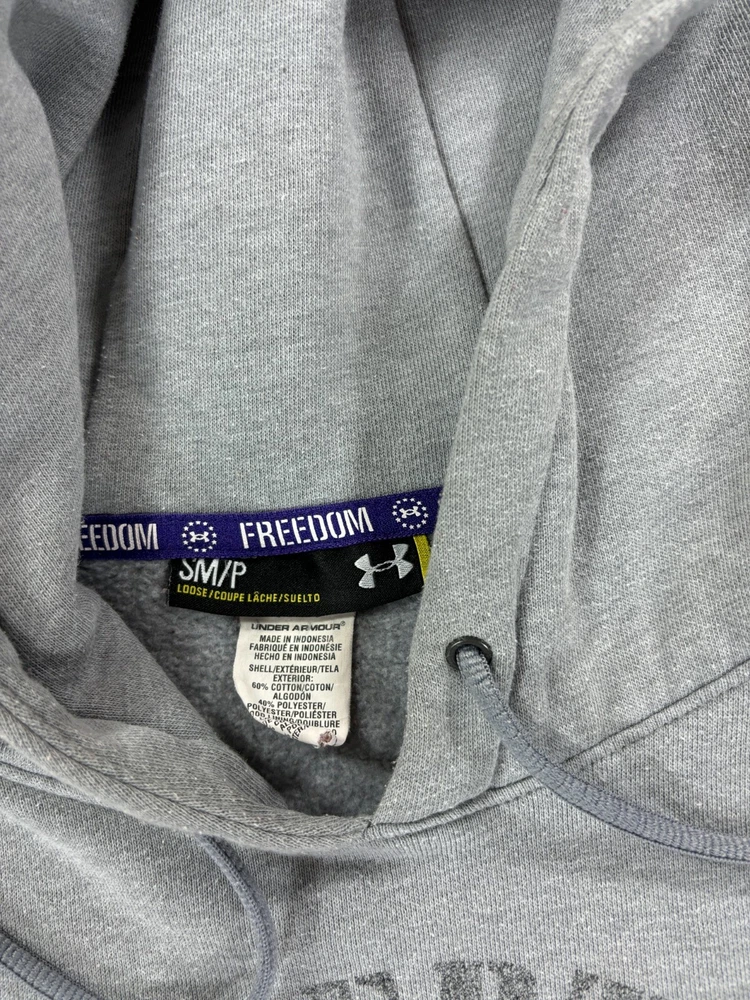 EEDOM FREEDOM
SM/P
LOOSE/COUPE LÂCHE/SUELTO
UNDER ARMOUR®
MADE IN INDONESIA
FABRIQUÉ EN INDONÉSIE
HECHO EN INDONESIA
SHELL/EXTÉRIEUR/TELA
EXTERIOR:
60% COTTON/COTON/
ALGODÓN
40% POLYESTER/
POLYESTER/POLIÉSTER